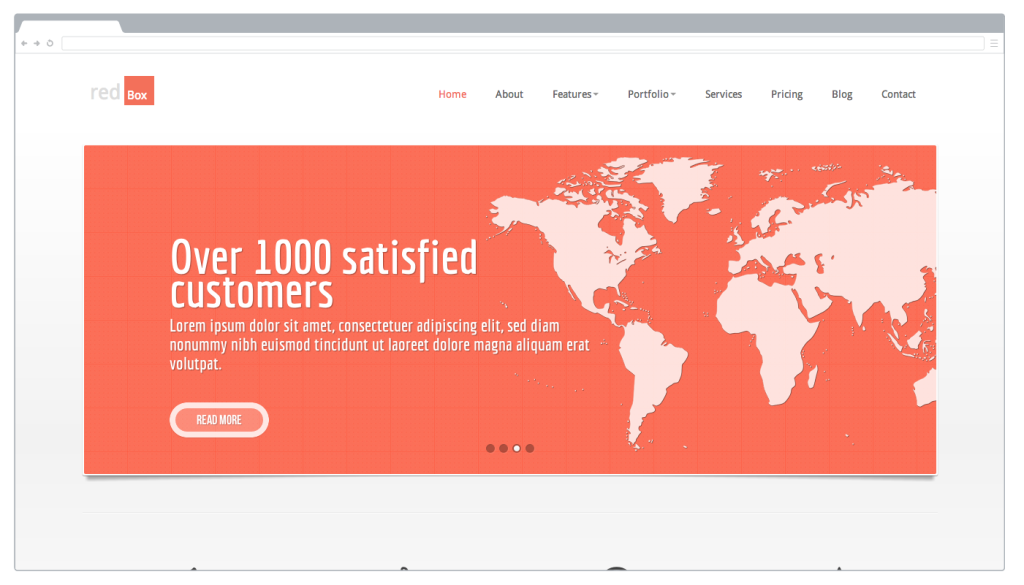 red Box
Home About Features Portfolio Services Pricing Blog Contact
Over 1000 satisfied
customers
Lorem ipsum dolor sit amet, consectetuer adipiscing elit, sed diam
nonummy nibh euismod tincidunt ut laoreet dolore magna aliquam erat
volutpat.
READ MORE